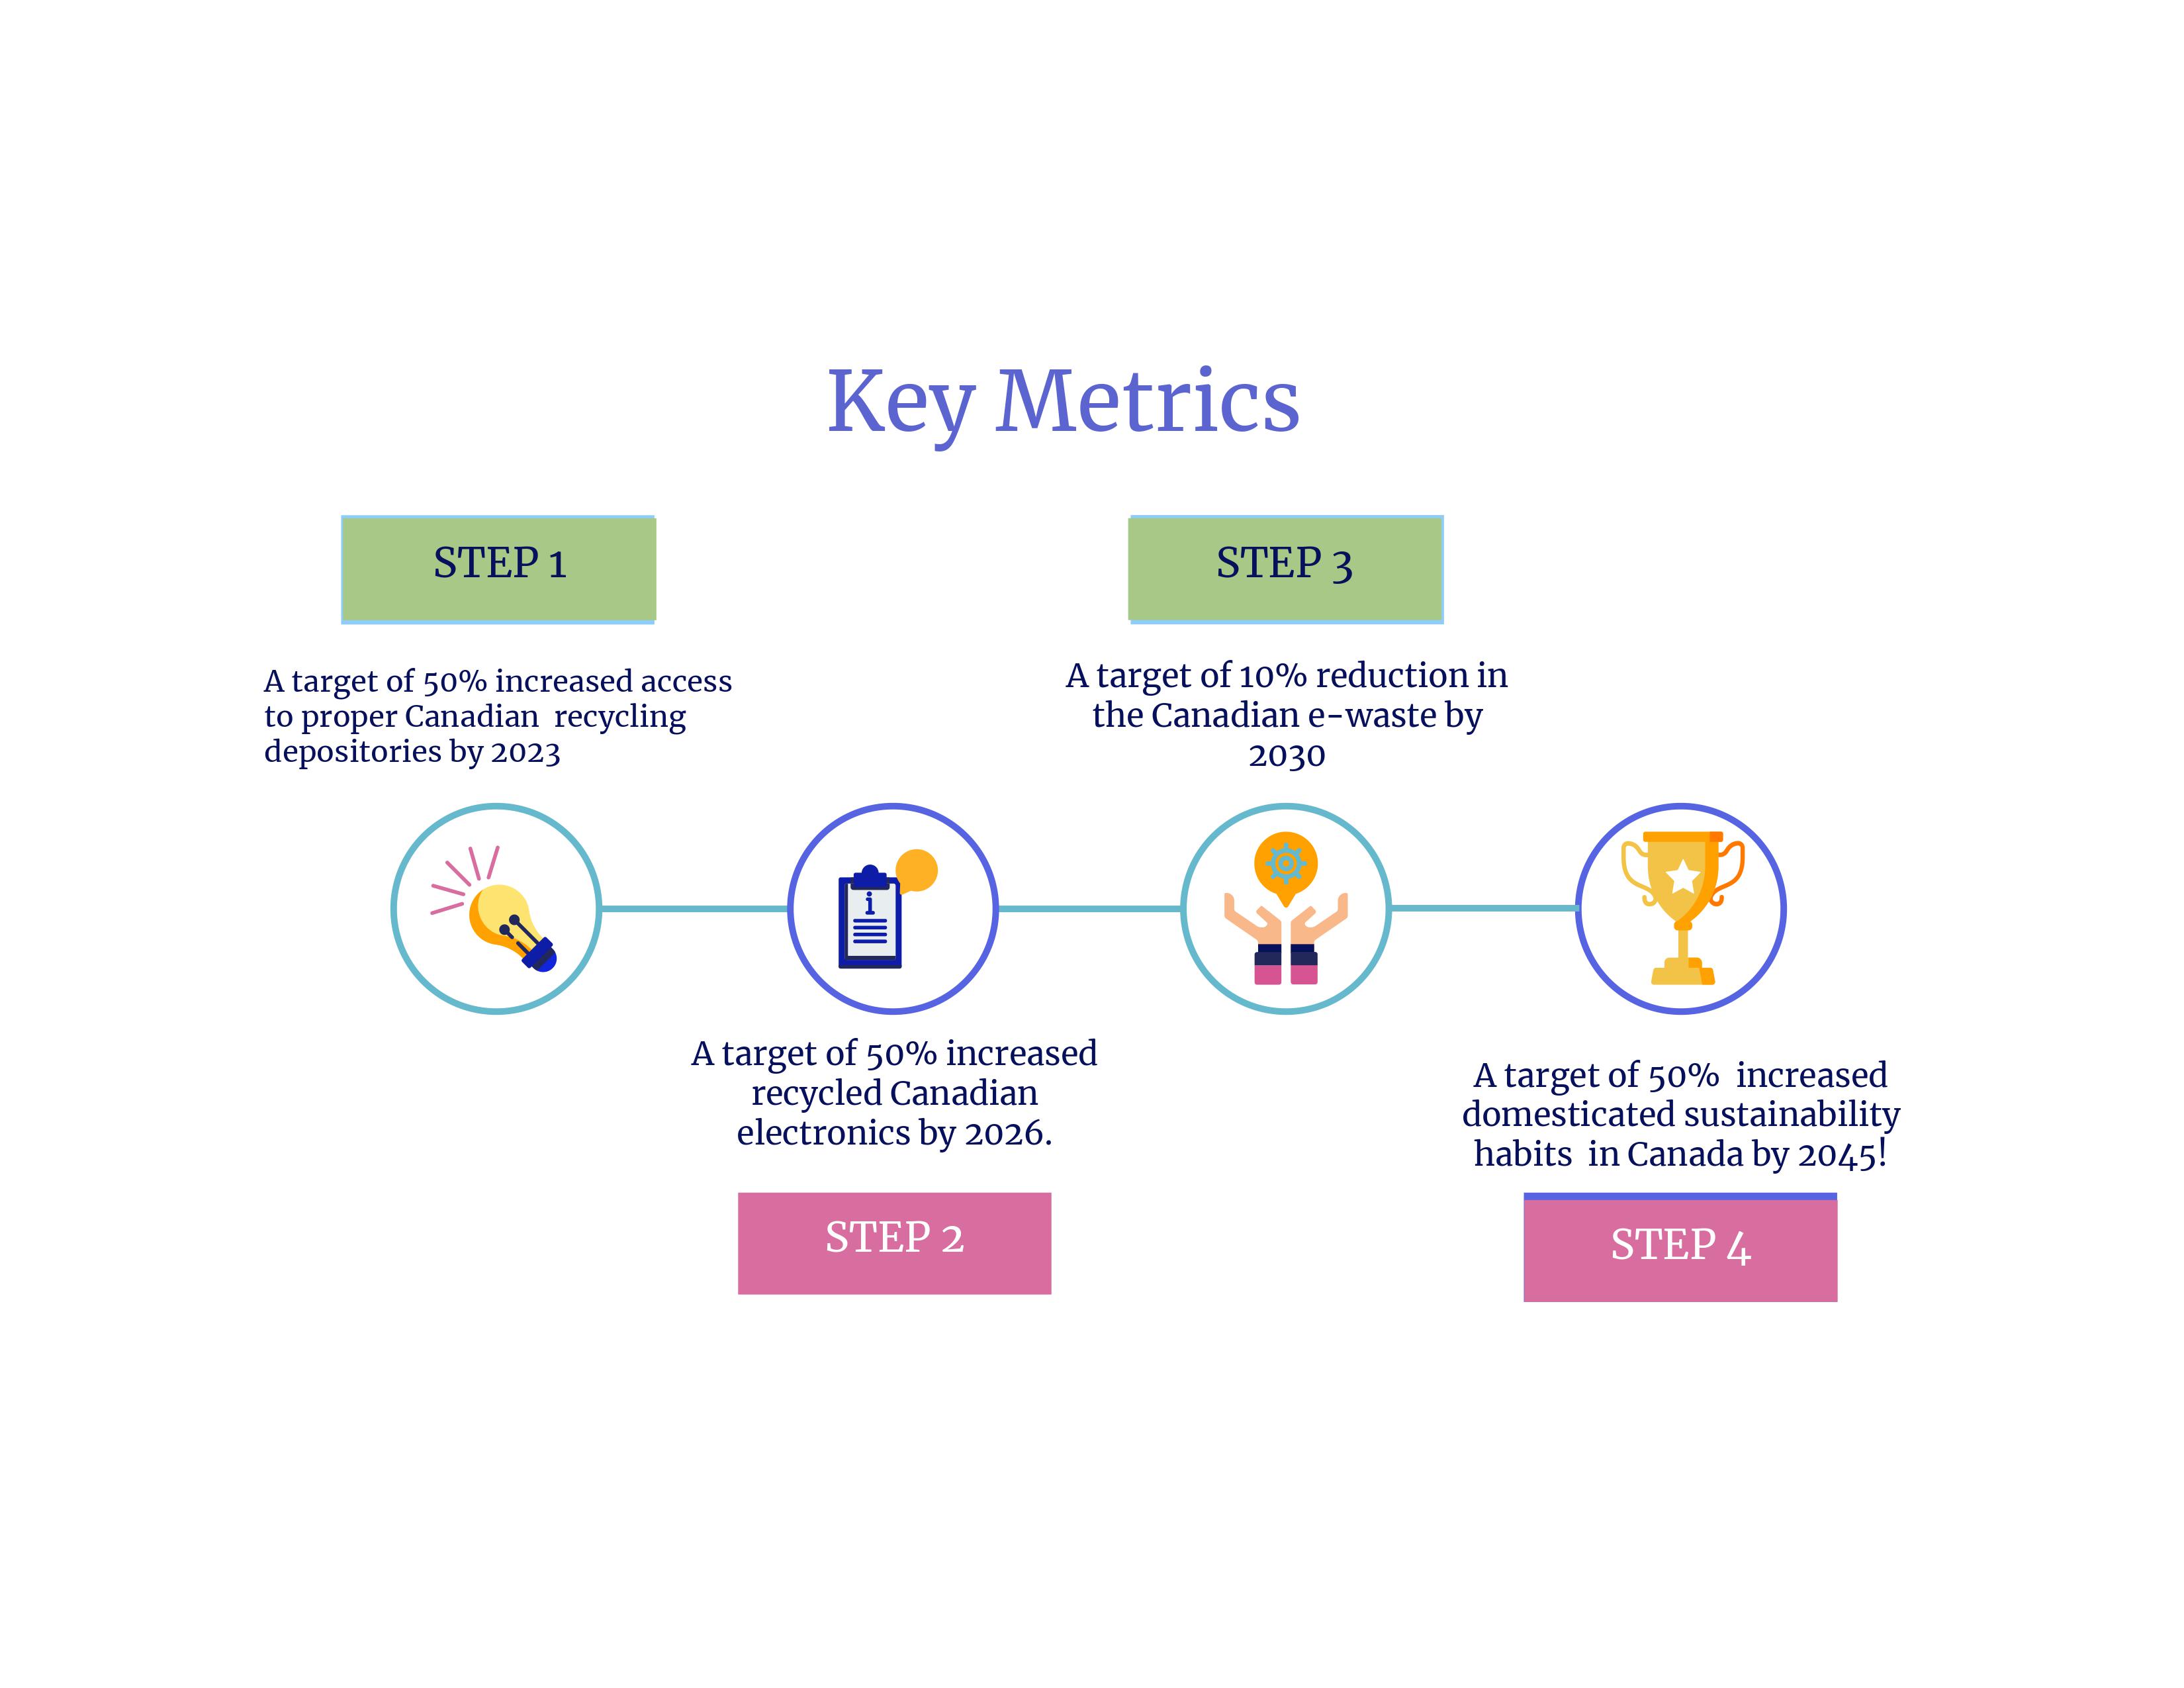 Key Metrics
STEP 1
A target of 50% increased access
to proper Canadian  recycling
depositories by 2023
A target of 50% increased
recycled Canadian
electronics by 2026.
STEP 2
STEP 3
A target of 10% reduction in
the Canadian e-waste by
2030
A target of 50%  increased
domesticated sustainability
habits  in Canada by 2045!
STEP 4
i